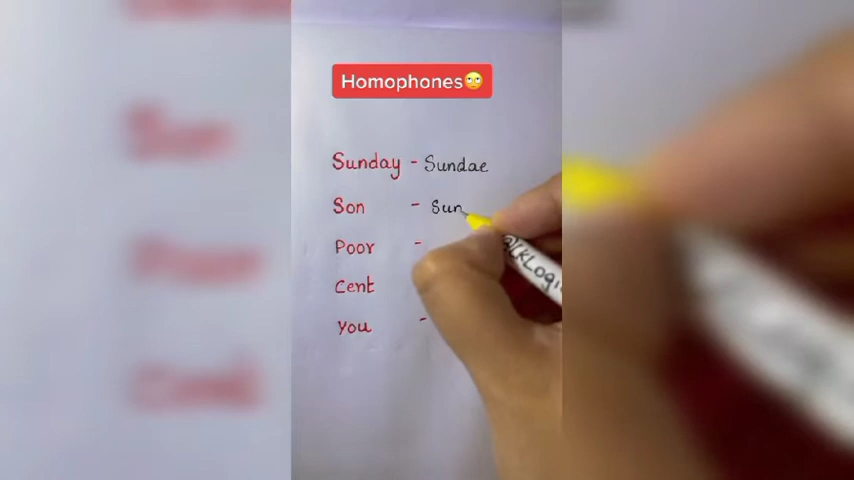 Homophones🙄
Sunday - Sundae
Son - Sun
Poor -
Cent
You -